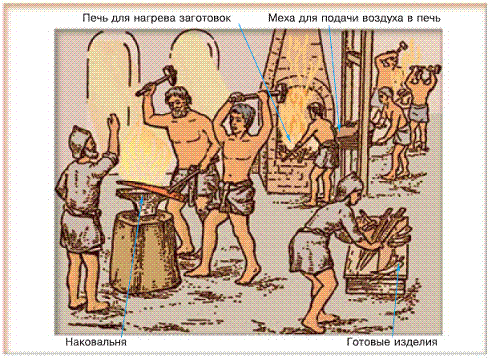 Печь для нагрева заготовок
Меха для подачи воздуха в печь
Наковальня
Готовые изделия